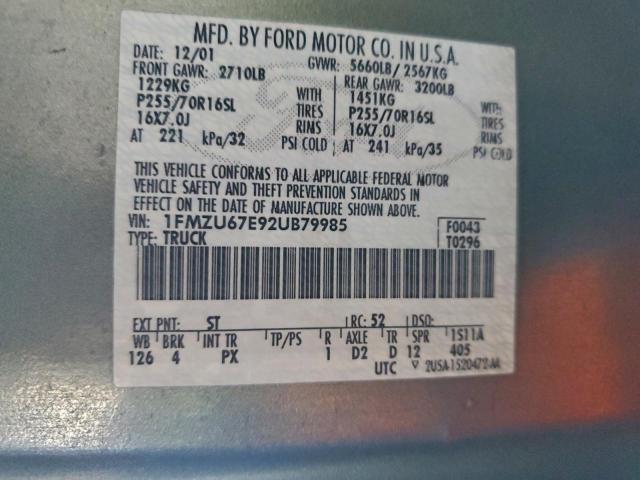 MFD. BY FORD MOTOR CO. IN U.S.A.
DATE: 12/01 GVWR: 5660LB/ 2567KG
FRONT GAWR: 2710LB REAR GAWR: 3200LB
1229KG WITH 1451KG WITH
P255/70R16SL TIRES P255/70R16SL TIRES
16X7.0J RIMS 16X7.0J RIMS
AT 221 kPa/32 PSI COLD AT 241 kPa/35 PSI COLD
THIS VEHICLE CONFORMS TO ALL APPLICABLE FEDERAL MOTOR
VEHICLE SAFETY AND THEFT PREVENTION STANDARDS IN
EFFECT ON THE DATE OF MANUFACTURE SHOWN ABOVE.
VIN: 1FMZU67E92UB79985 F0043
TYPE: TRUCK T0296
EXT PNT: ST RC: 52 DSO:
WB BRK INT TR TP/PS R AXLE TR SPR 1S11A
126 4 PX 1 D2 D 12 405
UTC 2USA-1520472-AA